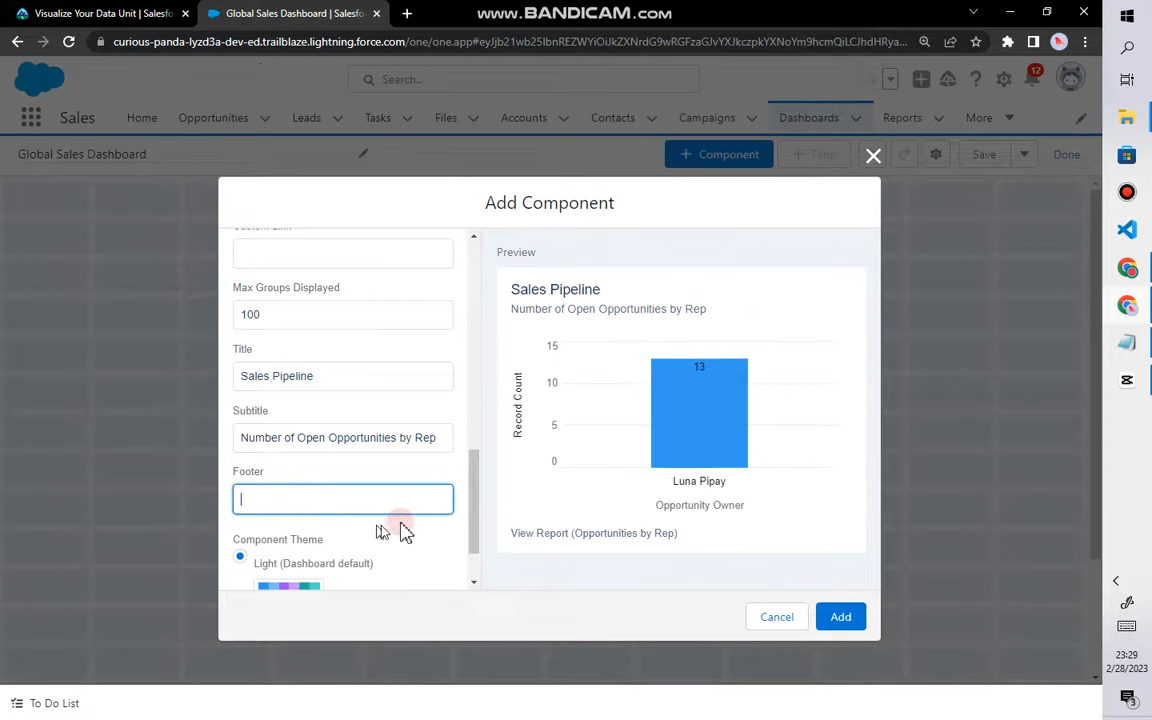 Visualize Your Data Unit | Salesfo
Global Sales Dashboard | Salesfo
www.BANDICAM.com
curious-panda-lyzd3a-dev-ed.trailblaze.lightning.force.com/one/one.app#eyJjb21wb25lbnREZWYiOiJkZXNrdG9wRGFzaGJvYXJkczpkYXNoYm9hcmQiLCJhdHRya...
Search...
12
Sales
Home
Opportunities
Leads
Tasks
Files
Accounts
Contacts
Campaigns
Dashboards
Reports
More
Global Sales Dashboard
+ Component
+ Filter
Save
Done
Add Component
Custom Link
Max Groups Displayed
100
Title
Sales Pipeline
Subtitle
Number of Open Opportunities by Rep
Footer
Component Theme
Light (Dashboard default)
Preview
Sales Pipeline
Number of Open Opportunities by Rep
15
10
5
0
Record Count
13
Luna Pipay
Opportunity Owner
View Report (Opportunities by Rep)
Cancel
Add
To Do List
23:29
2/28/2023
3